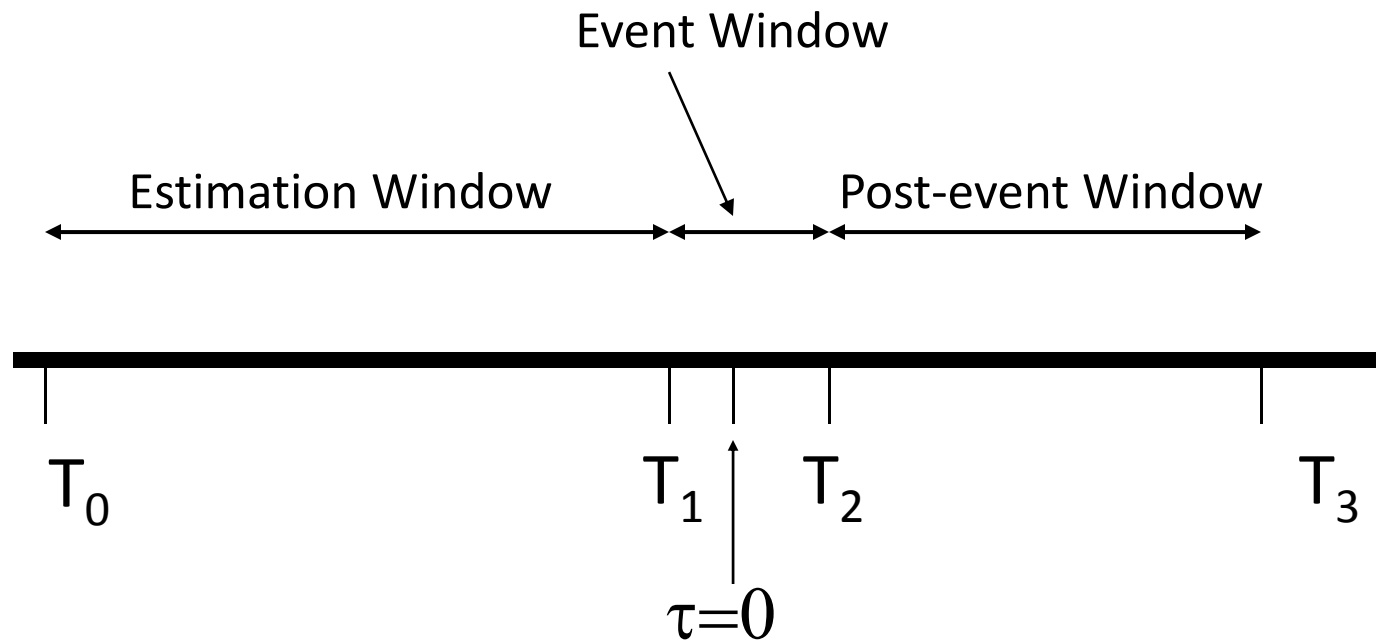 Event Window
Estimation Window
Post-event Window
T₀
T₁
T₂
T₃
τ=0